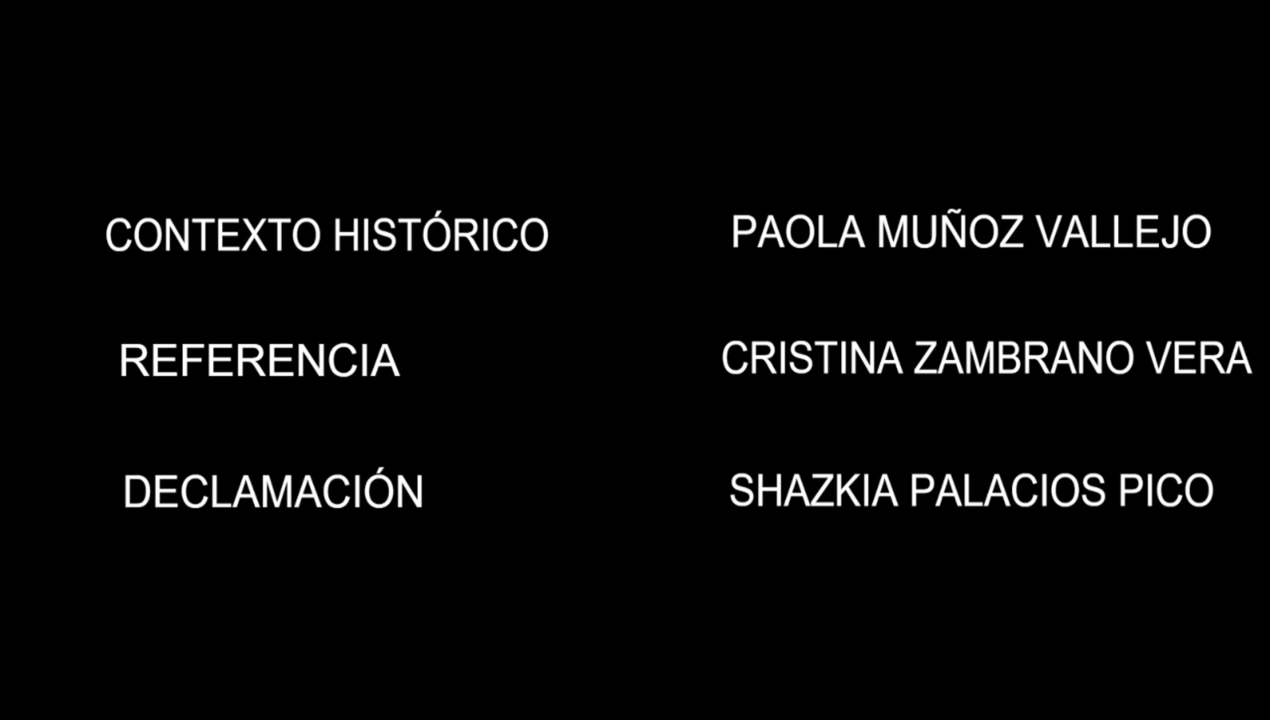 CONTEXTO HISTÓRICO PAOLA MUÑOZ VALLEJO
REFERENCIA CRISTINA ZAMBRANO VERA
DECLAMACIÓN SHAZKIA PALACIOS PICO